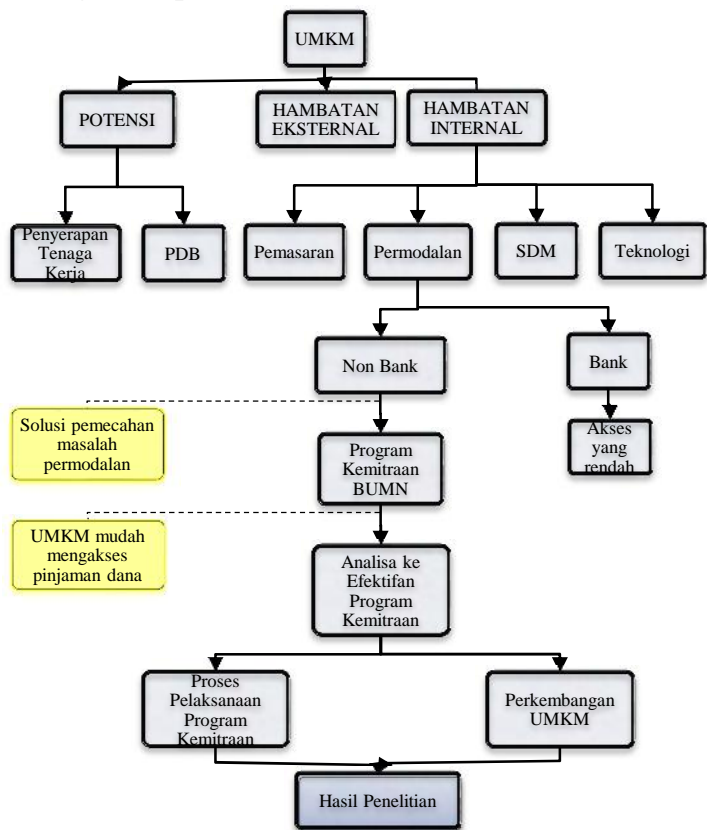 UMKM
POTENSI
HAMBATAN
EKSTERNAL
HAMBATAN
INTERNAL
Penyerapan
Tenaga
Kerja
PDB
Pemasaran
Permodalan
SDM
Teknologi
Non Bank
Bank
Solusi pemecahan
masalah
permodalan
Program
Kemitraan
BUMN
Akses
yang
rendah
UMKM mudah
mengakses
pinjaman dana
Analisa ke
Efektifan
Program
Kemitraan
Proses
Pelaksanaan
Program
Kemitraan
Perkembangan
UMKM
Hasil Penelitian